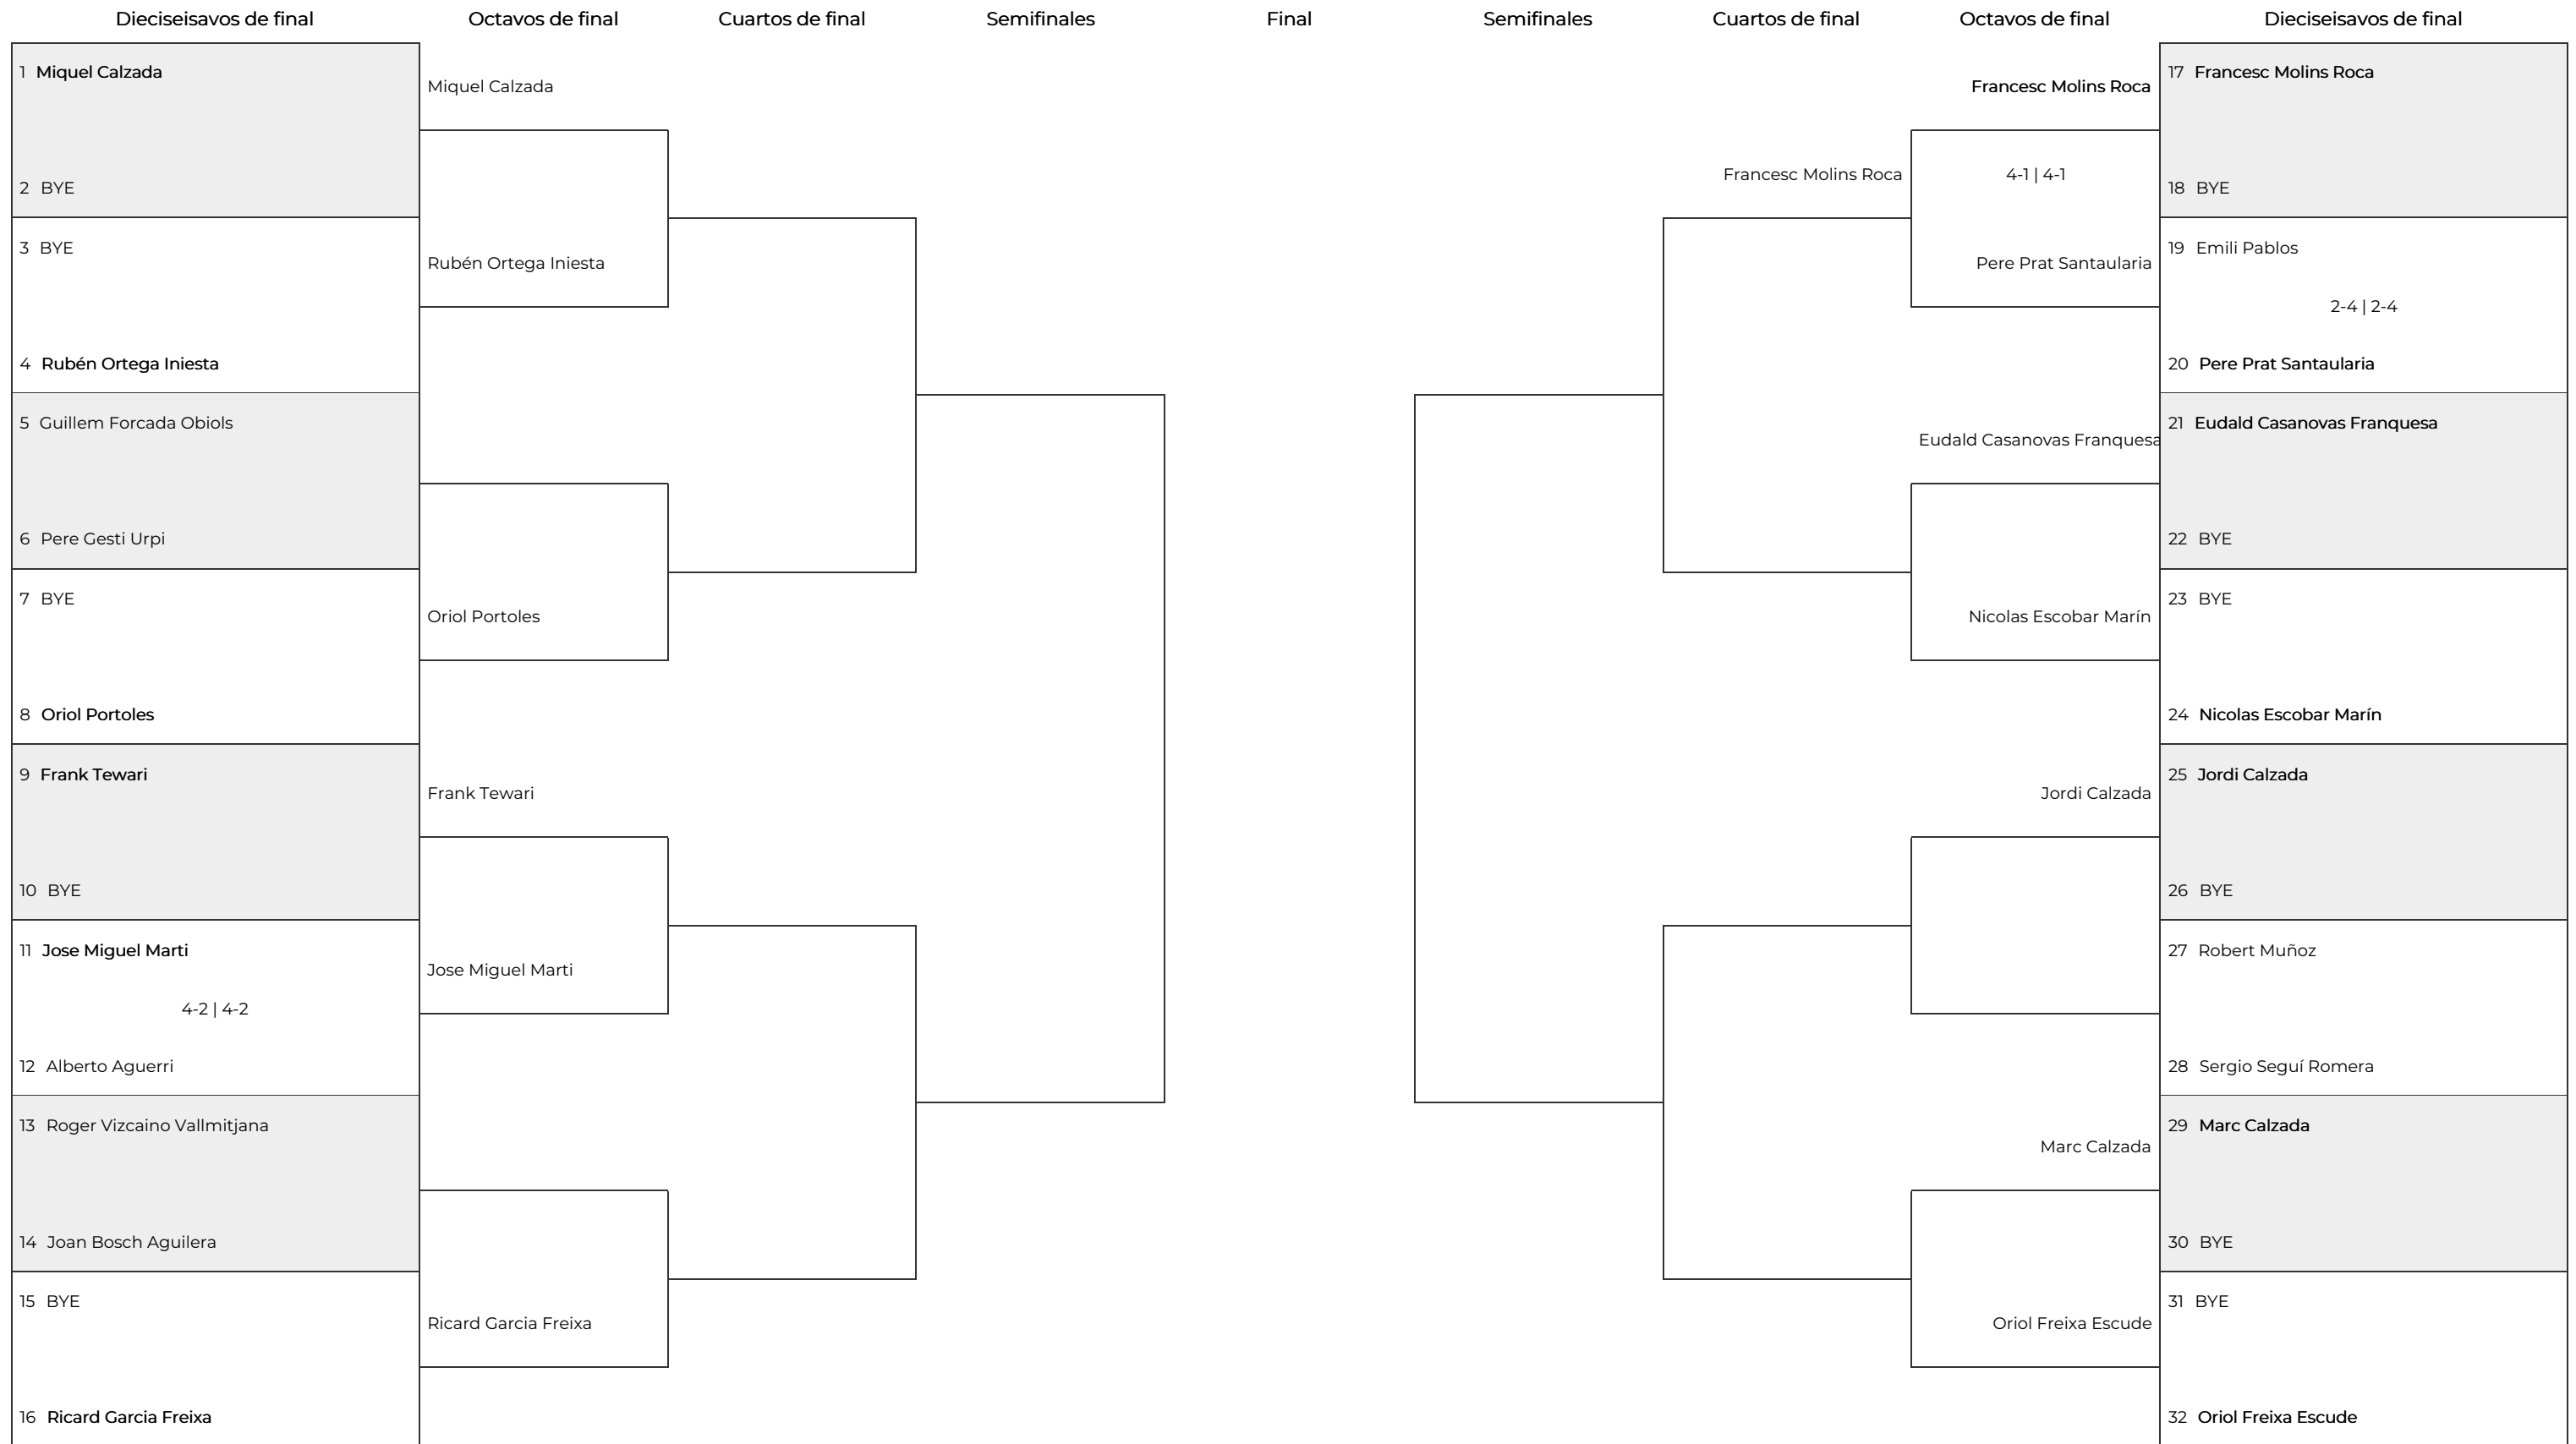 Dieciseisavos de final
Octavos de final
Cuartos de final
Semifinales
Final
Semifinales
Cuartos de final
Octavos de final
Dieciseisavos de final
1 Miquel Calzada
2 BYE
3 BYE
4 Rubén Ortega Iniesta
5 Guillem Forcada Obiols
6 Pere Gesti Urpi
7 BYE
8 Oriol Portoles
9 Frank Tewari
10 BYE
11 Jose Miguel Marti
4-2 | 4-2
12 Alberto Aguerri
13 Roger Vizcaino Vallmitjana
14 Joan Bosch Aguilera
15 BYE
16 Ricard Garcia Freixa
Miquel Calzada
Rubén Ortega Iniesta
Oriol Portoles
Frank Tewari
Jose Miguel Marti
Ricard Garcia Freixa
Francesc Molins Roca
Francesc Molins Roca
4-1 | 4-1
Pere Prat Santaularia
Eudald Casanovas Franquesa
Nicolas Escobar Marín
Jordi Calzada
Marc Calzada
Oriol Freixa Escude
17 Francesc Molins Roca
18 BYE
19 Emili Pablos
2-4 | 2-4
20 Pere Prat Santaularia
21 Eudald Casanovas Franquesa
22 BYE
23 BYE
24 Nicolas Escobar Marín
25 Jordi Calzada
26 BYE
27 Robert Muñoz
28 Sergio Seguí Romera
29 Marc Calzada
30 BYE
31 BYE
32 Oriol Freixa Escude